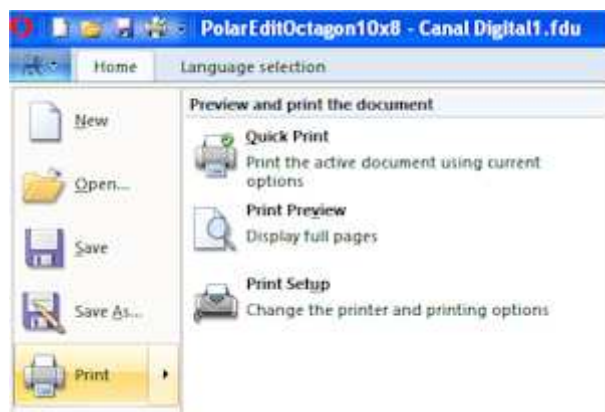 PolarEditOctagon10x8 - Canal Digital1.fdu
Home Language selection
Preview and print the document
New
Quick Print
Print the active document using current
options
Open...
Print Preview
Display full pages
Save
Print Setup
Save As...
Change the printer and printing options
Print